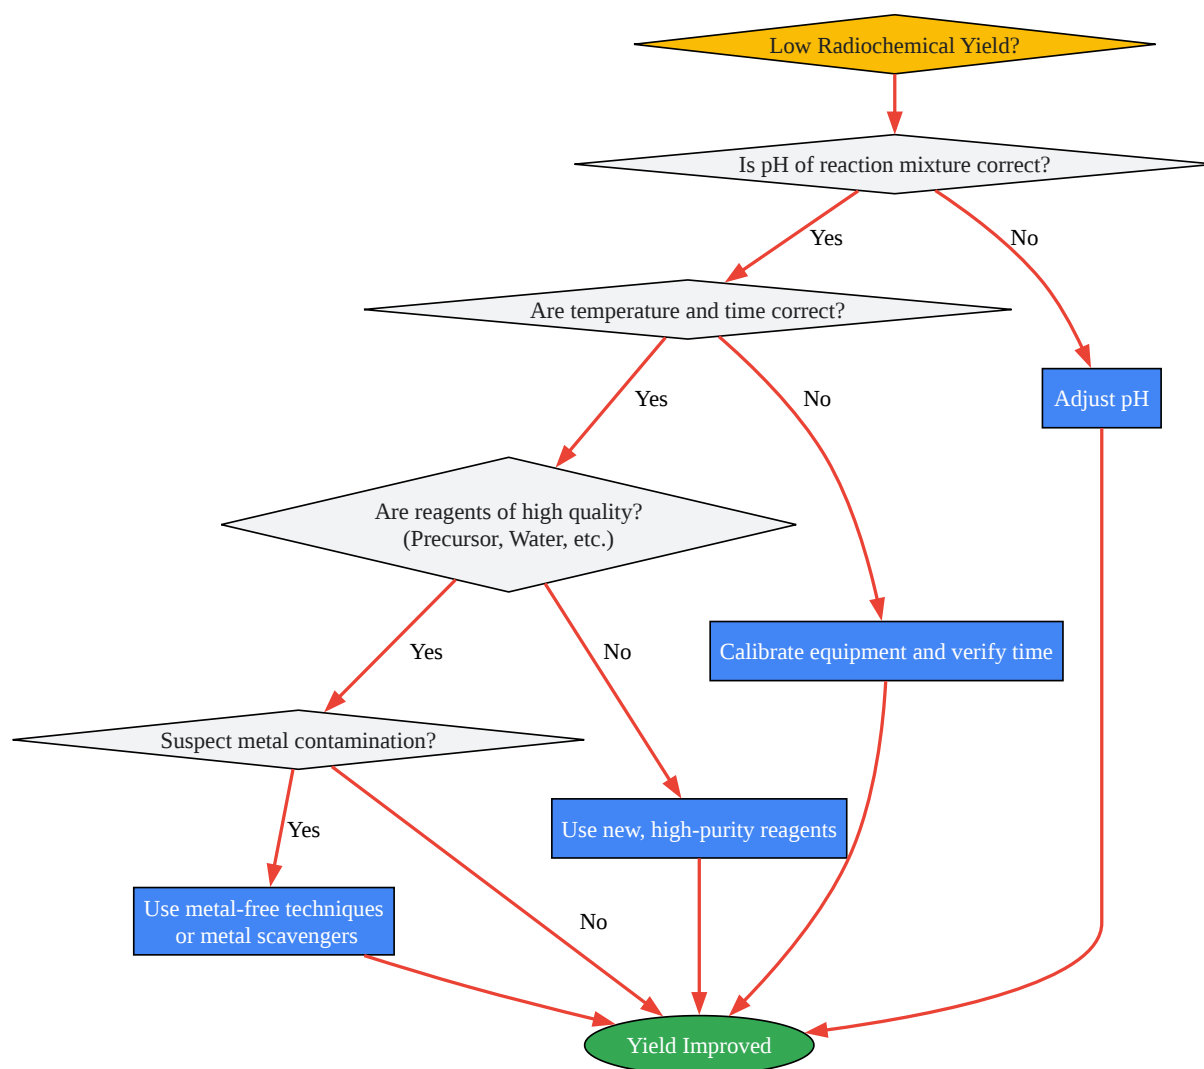 Low Radiochemical Yield?
Is pH of reaction mixture correct?
Yes
No
Are temperature and time correct?
Yes
No
Adjust pH
Are reagents of high quality?
(Precursor, Water, etc.)
Yes
No
Calibrate equipment and verify time
Suspect metal contamination?
Yes
Use new, high-purity reagents
Use metal-free techniques
or metal scavengers
No
Yield Improved